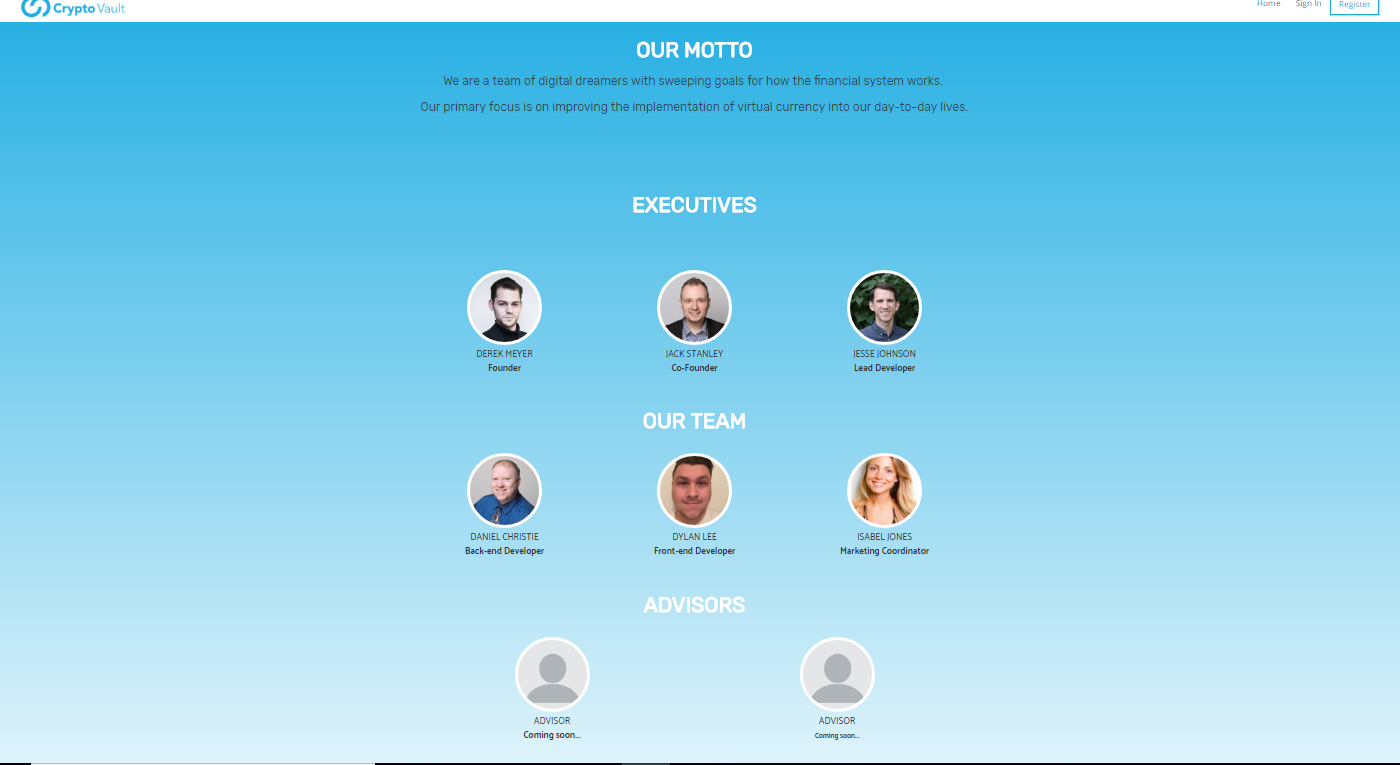 Crypto Vault
Home Sign In Register
OUR MOTTO
We are a team of digital dreamers with sweeping goals for how the financial system works.
Our primary focus is on improving the implementation of virtual currency into our day-to-day lives.
EXECUTIVES
DEREK MEYER JACK STANLEY JESSE JOHNSON
Founder Co-Founder Lead Developer
OUR TEAM
DANIEL CHRISTIE DYLAN LEE ISABEL JONES
Back-end Developer Front-end Developer Marketing Coordinator
ADVISORS
ADVISOR ADVISOR
Coming soon... Coming soon...